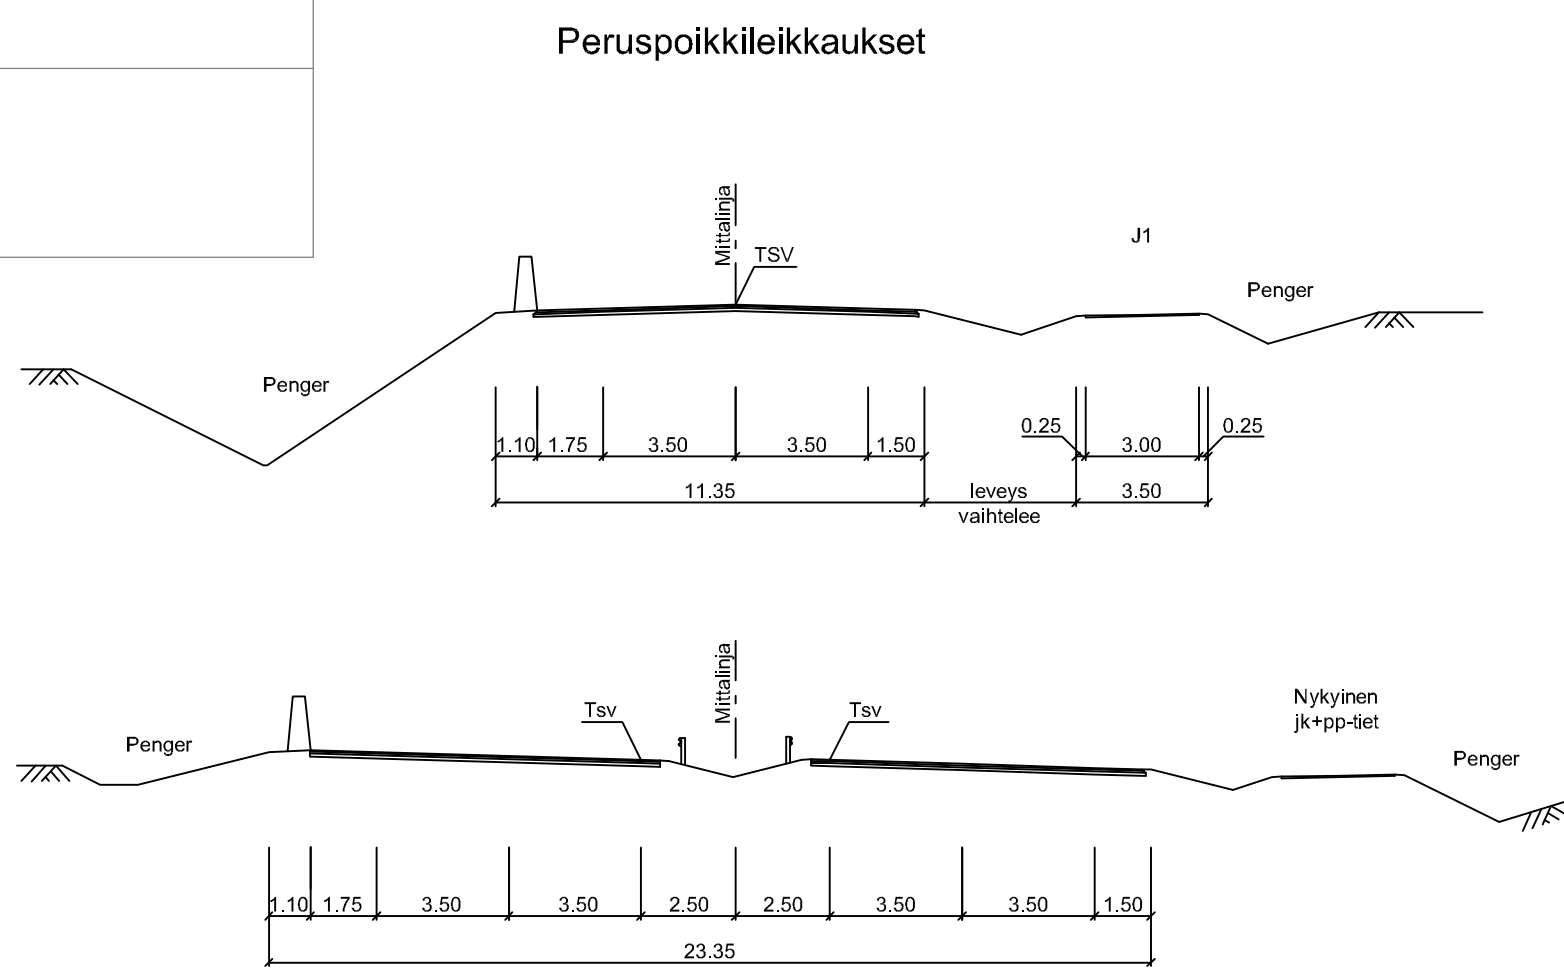 Peruspoikkileikkaukset
Mittalinja
TSV
J1
Penger
Penger
1.10 1.75 3.50 3.50 1.50
0.25 3.00 0.25
11.35
leveys
vaihtelee
3.50
Mittalinja
Tsv
Tsv
Nykyinen
jk+pp-tiet
Penger
Penger
1.10 1.75 3.50 3.50 2.50 2.50 3.50 3.50 1.50
23.35